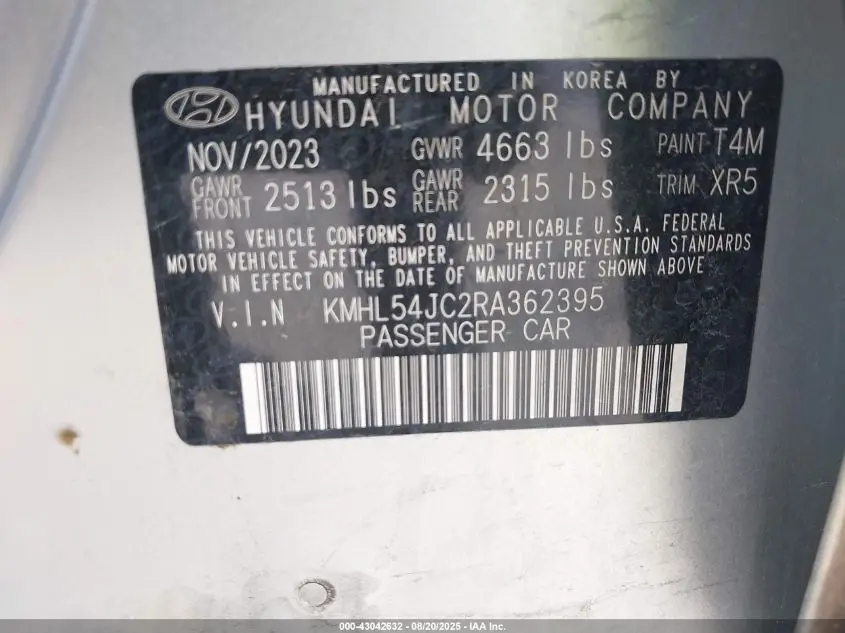 MANUFACTURED IN KOREA BY
HYUNDAI MOTOR COMPANY
NOV/2023 GVWR 4663 lbs PAINT T4M
GAWR FRONT 2513 lbs GAWR REAR 2315 lbs TRIM XR5
THIS VEHICLE CONFORMS TO ALL APPLICABLE U.S.A. FEDERAL
MOTOR VEHICLE SAFETY, BUMPER, AND THEFT PREVENTION STANDARDS
IN EFFECT ON THE DATE OF MANUFACTURE SHOWN ABOVE
V.I.N KMHL54JC2RA362395
PASSENGER CAR
000-43042632 - 08/20/2025 - IAA Inc.